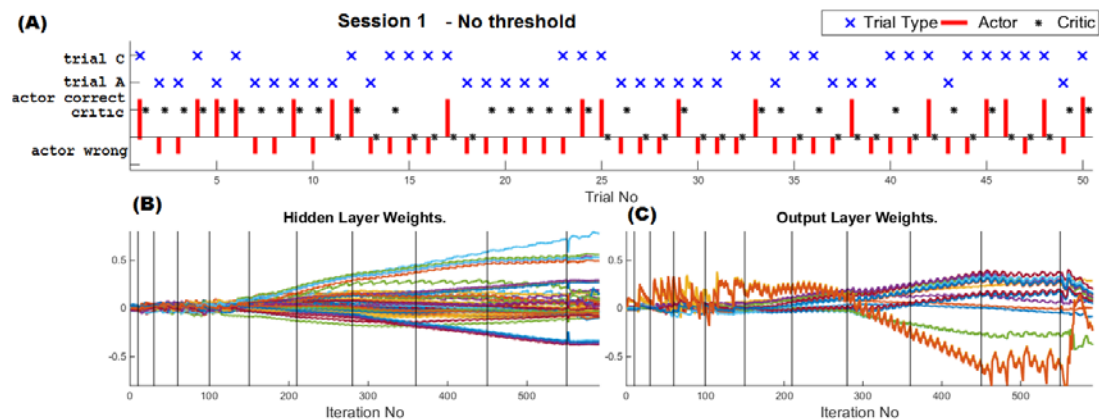 (A)
Session 1 - No threshold
Trial Type Actor Critic
trial C
trial A
actor correct
critic
actor wrong
5 10 15 20 25 30 35 40 45 50
Trial No
(B)
Hidden Layer Weights.
0.5
0
-0.5
0 100 200 300 400 500
Iteration No
(C)
Output Layer Weights.
0.5
0
-0.5
0 100 200 300 400 500
Iteration No